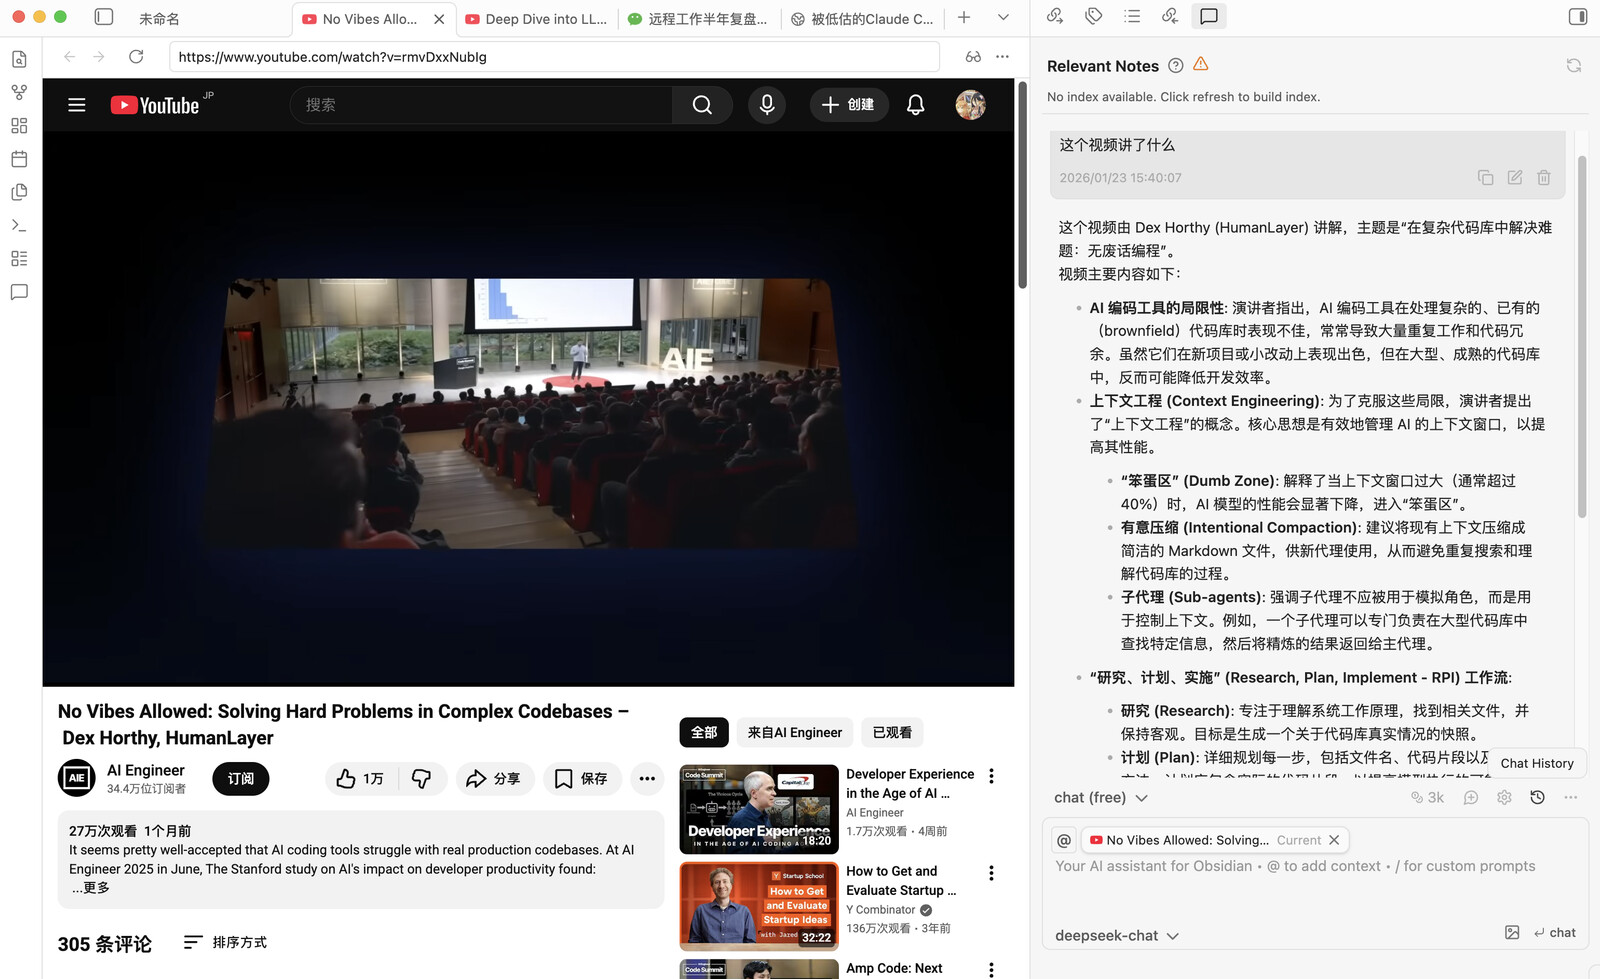 未命名
No Vibes Allo...
Deep Dive into LL...
远程工作半年复盘...
被低估的Claude C...
https://www.youtube.com/watch?v=rmvDxxNubIg
YouTube JP
搜索
创建
AIE
No Vibes Allowed: Solving Hard Problems in Complex Codebases –
Dex Horthy, HumanLayer
AIE
AI Engineer
34.4万位订阅者
订阅
1万
分享
保存
27万次观看 1个月前
It seems pretty well-accepted that AI coding tools struggle with real production codebases. At AI
Engineer 2025 in June, The Stanford study on AI's impact on developer productivity found:
...更多
305 条评论
排序方式
全部
来自AI Engineer
已观看
Code Summit
Capital One
Developer Experience
IN THE AGE OF AI CODING A
18:20
Developer Experience
in the Age of AI ...
AI Engineer
1.7万次观看・4周前
Startup School
How to Get
and Evaluate
Startup Ideas
with Jared
32:22
How to Get and
Evaluate Startup ...
Y Combinator
136万次观看・3年前
Code Summit
Amp Code: Next
Relevant Notes
No index available. Click refresh to build index.
这个视频讲了什么
2026/01/23 15:40:07
这个视频由 Dex Horthy (HumanLayer) 讲解，主题是“在复杂代码库中解决难
题：无废话编程”。
视频主要内容如下：
AI 编码工具的局限性: 演讲者指出，AI 编码工具在处理复杂的、已有的
（brownfield）代码库时表现不佳，常常导致大量重复工作和代码冗
余。虽然它们在新项目或小改动上表现出色，但在大型、成熟的代码库
中，反而可能降低开发效率。
上下文工程 (Context Engineering): 为了克服这些局限，演讲者提出
了“上下文工程”的概念。核心思想是有效地管理 AI 的上下文窗口，以提
高其性能。
“笨蛋区” (Dumb Zone): 解释了当上下文窗口过大（通常超过
40%）时，AI 模型的性能会显著下降，进入“笨蛋区”。
有意压缩 (Intentional Compaction): 建议将现有上下文压缩成
简洁的 Markdown 文件，供新代理使用，从而避免重复搜索和理
解代码库的过程。
子代理 (Sub-agents): 强调子代理不应被用于模拟角色，而是用
于控制上下文。例如，一个子代理可以专门负责在大型代码库中
查找特定信息，然后将精炼的结果返回给主代理。
“研究、计划、实施” (Research, Plan, Implement - RPI) 工作流:
研究 (Research): 专注于理解系统工作原理，找到相关文件，并
保持客观。目标是生成一个关于代码库真实情况的快照。
计划 (Plan): 详细规划每一步，包括文件名、代码片段以及
Chat History
chat (free)
3k
@
No Vibes Allowed: Solving... Current
Your AI assistant for Obsidian • @ to add context • / for custom prompts
deepseek-chat
chat